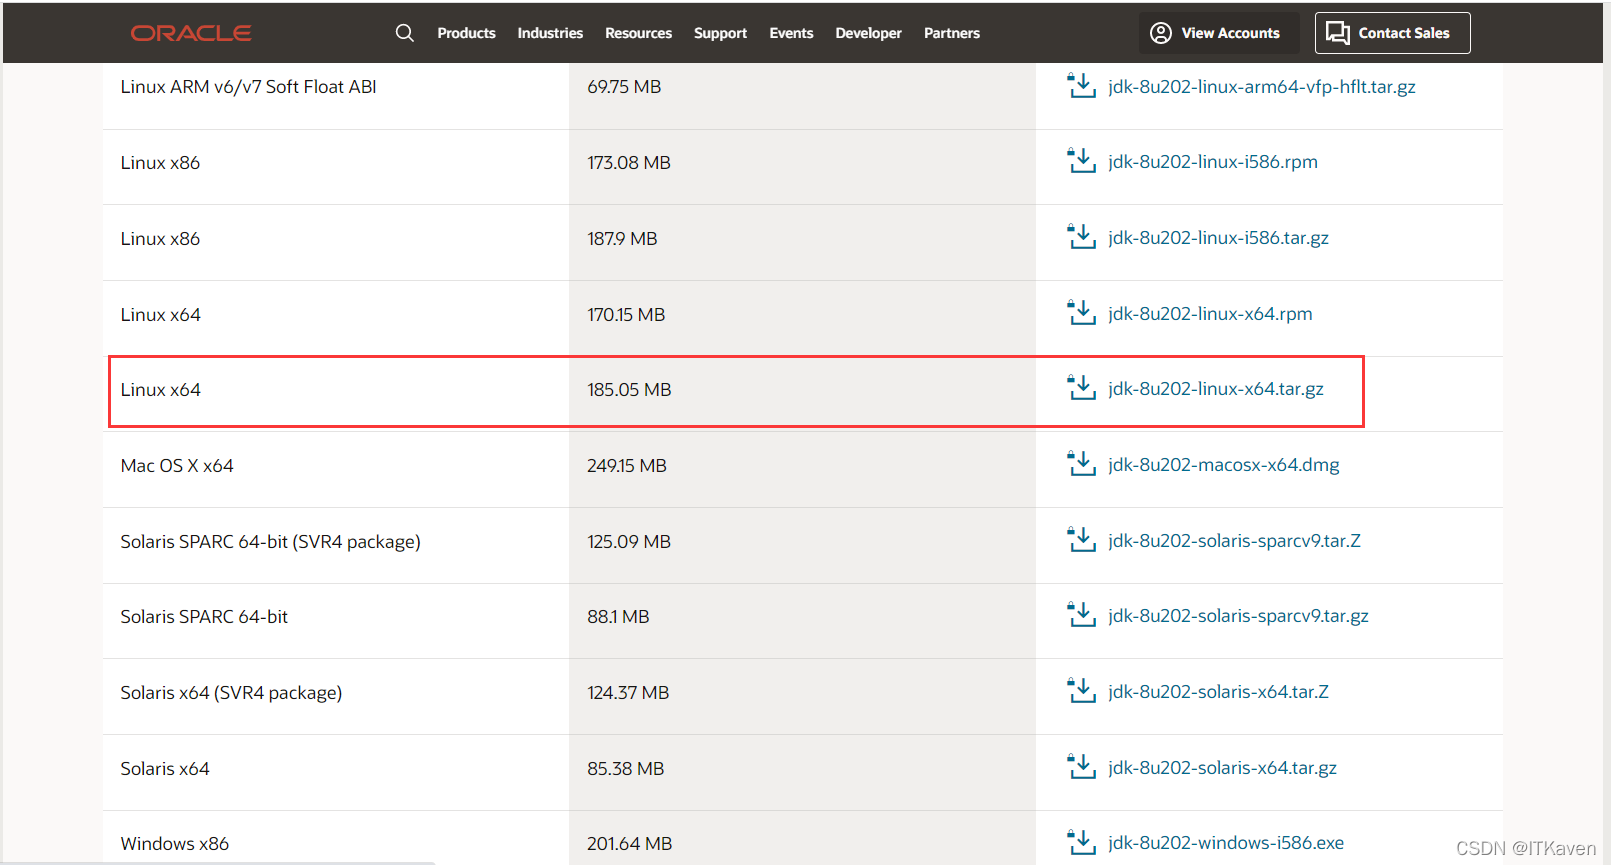 ORACLE Products Industries Resources Support Events Developer Partners View Accounts Contact Sales
Linux ARM v6/v7 Soft Float ABI 69.75 MB jdk-8u202-linux-arm64-vfp-hflt.tar.gz
Linux x86 173.08 MB jdk-8u202-linux-i586.rpm
Linux x86 187.9 MB jdk-8u202-linux-i586.tar.gz
Linux x64 170.15 MB jdk-8u202-linux-x64.rpm
Linux x64 185.05 MB jdk-8u202-linux-x64.tar.gz
Mac OS X x64 249.15 MB jdk-8u202-macosx-x64.dmg
Solaris SPARC 64-bit (SVR4 package) 125.09 MB jdk-8u202-solaris-sparcv9.tar.Z
Solaris SPARC 64-bit 88.1 MB jdk-8u202-solaris-sparcv9.tar.gz
Solaris x64 (SVR4 package) 124.37 MB jdk-8u202-solaris-x64.tar.Z
Solaris x64 85.38 MB jdk-8u202-solaris-x64.tar.gz
Windows x86 201.64 MB jdk-8u202-windows-i586.exe
CSDN @ITKaven